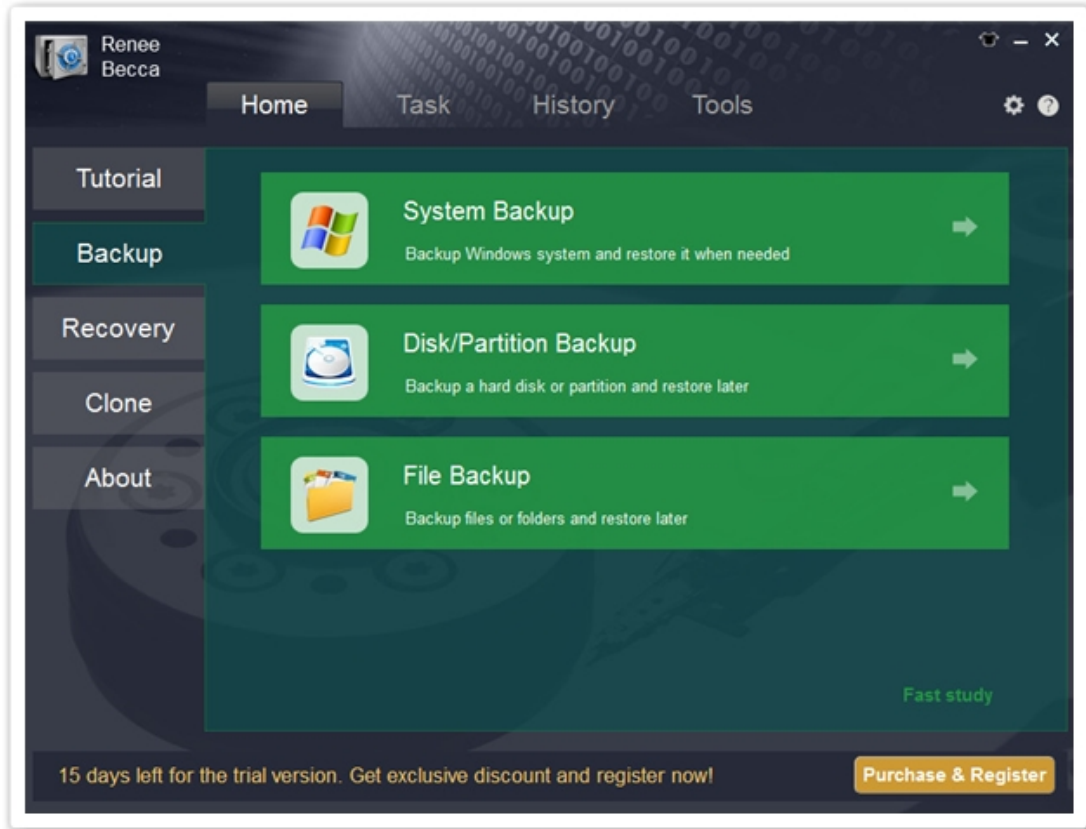 Renee
Becca
Home
Task
History
Tools
Tutorial
Backup
Recovery
Clone
About
System Backup
Backup Windows system and restore it when needed
Disk/Partition Backup
Backup a hard disk or partition and restore later
File Backup
Backup files or folders and restore later
Fast study
15 days left for the trial version. Get exclusive discount and register now!
Purchase & Register